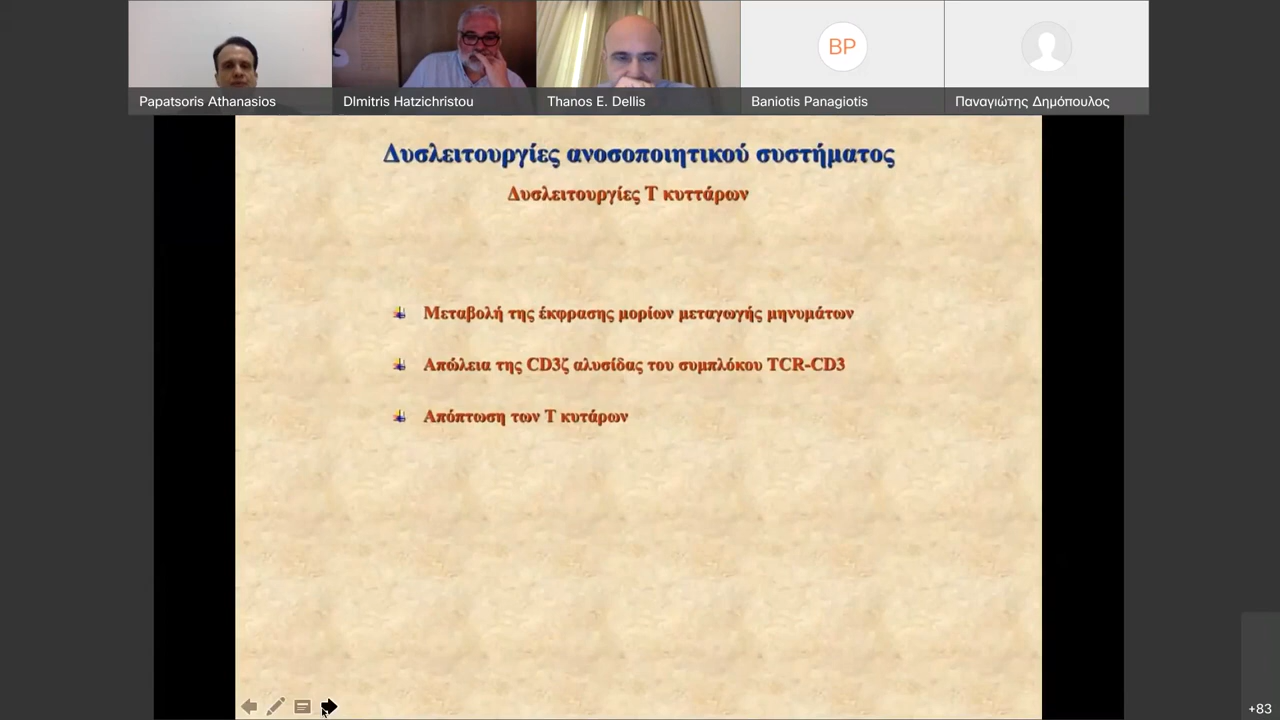 BP
Papatsoris Athanasios
DImitris Hatzichristou
Thanos E. Dellis
Baniotis Panagiotis
Παναγιώτης Δημόπουλος
Δυσλειτουργίες ανοσοποιητικού συστήματος
Δυσλειτουργίες Τ κυττάρων
Μεταβολή της έκφρασης μορίων μεταγωγής μηνυμάτων
Απώλεια της CD3ζ αλυσίδας του συμπλόκου TCR-CD3
Απόπτωση των Τ κυτάρων
+83